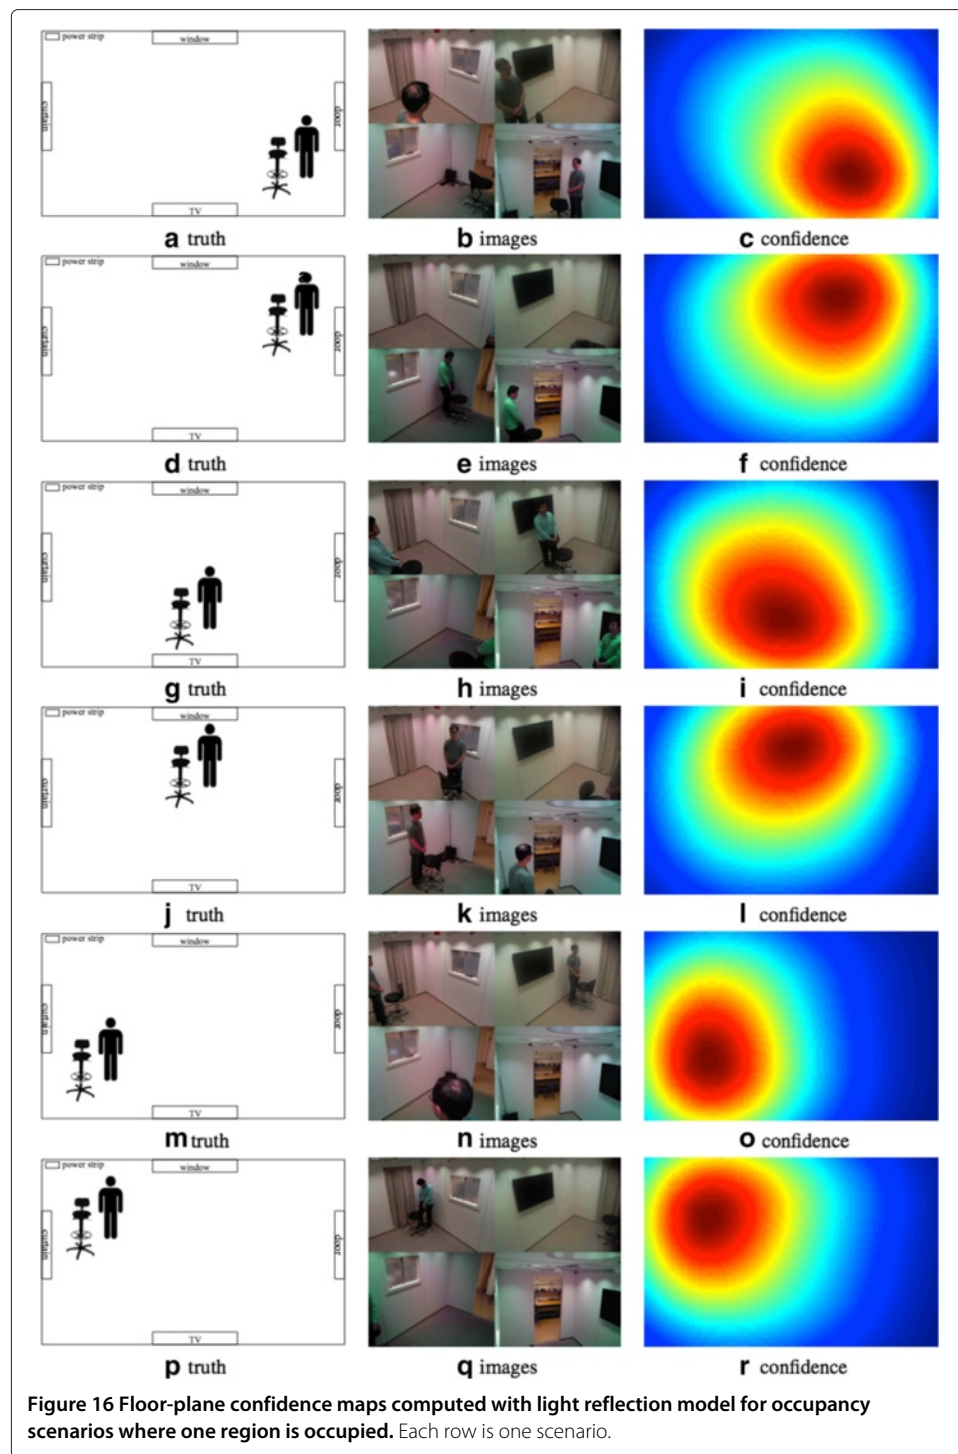 power strip
window
curtain
door
TV
a truth
b images
c confidence
power strip
window
curtain
door
TV
d truth
e images
f confidence
power strip
window
curtain
door
TV
g truth
h images
i confidence
power strip
window
curtain
door
TV
j truth
k images
l confidence
power strip
window
curtain
door
TV
m truth
n images
o confidence
power strip
window
curtain
door
TV
p truth
q images
r confidence
Figure 16 Floor-plane confidence maps computed with light reflection model for occupancy
scenarios where one region is occupied. Each row is one scenario.